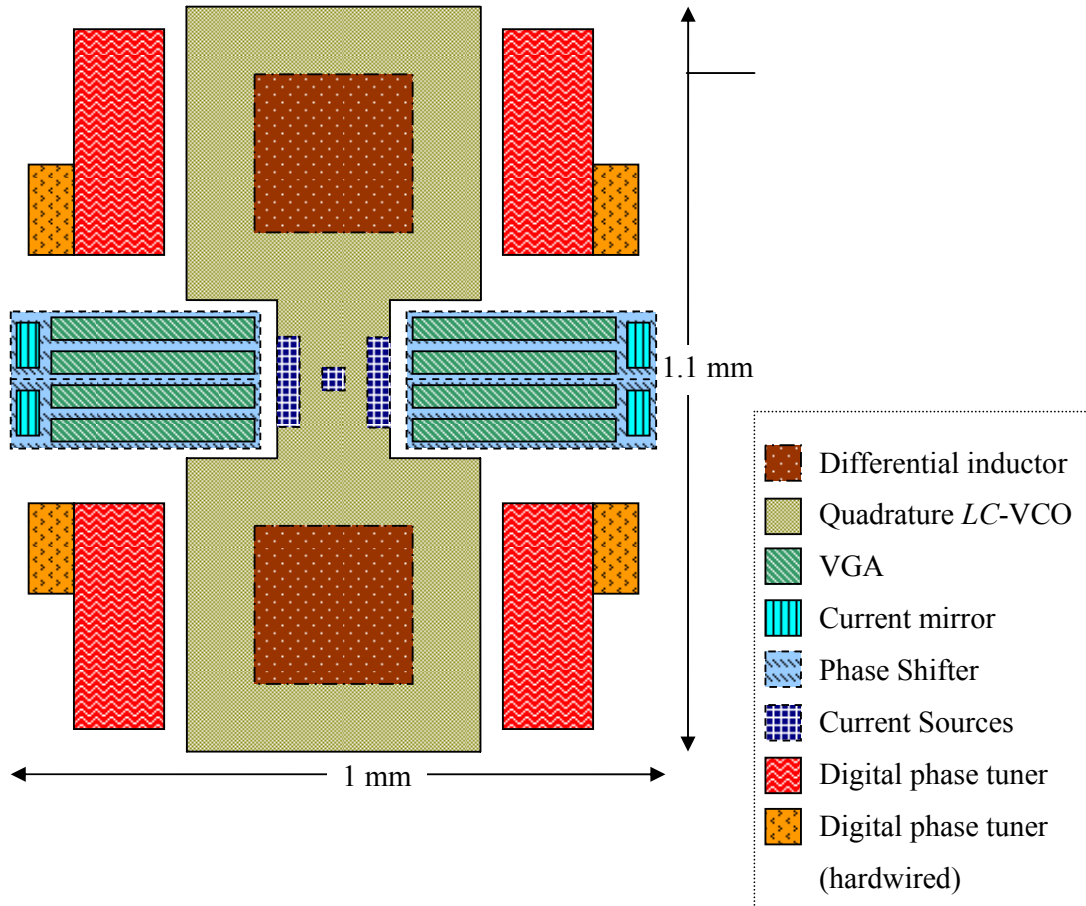 1.1 mm
1 mm
Differential inductor
Quadrature LC-VCO
VGA
Current mirror
Phase Shifter
Current Sources
Digital phase tuner
Digital phase tuner
(hardwired)